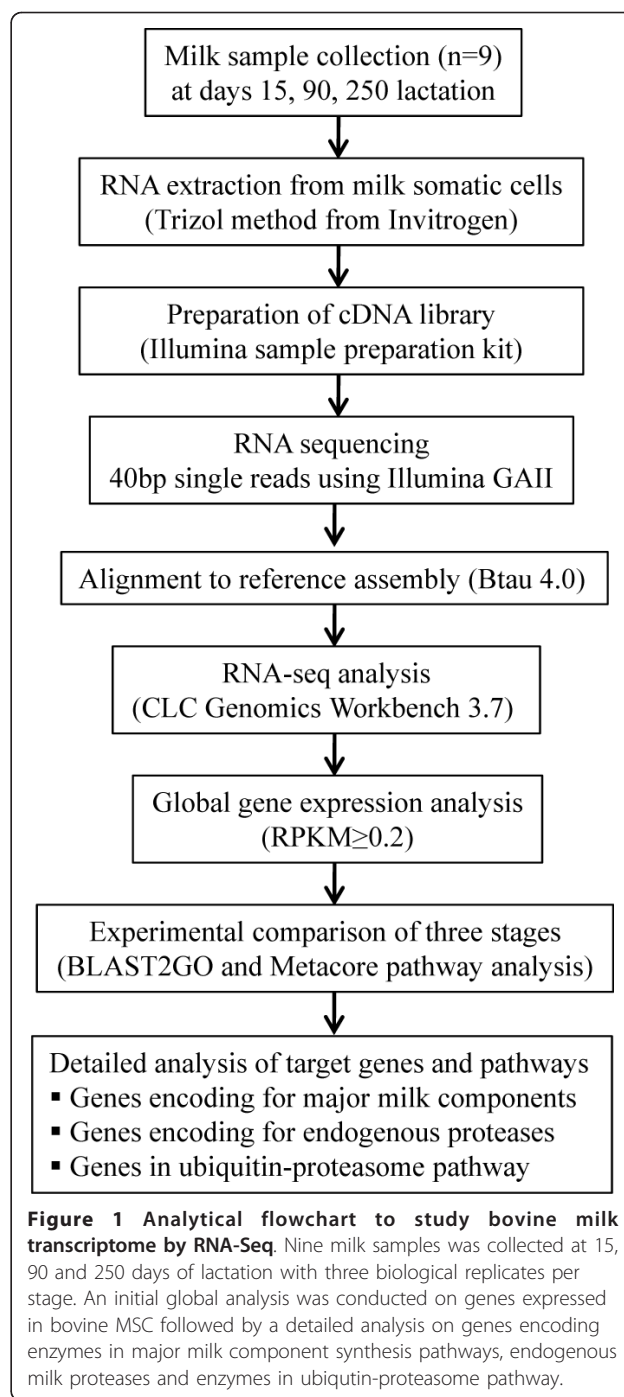 Milk sample collection (n=9)
at days 15, 90, 250 lactation
RNA extraction from milk somatic cells
(Trizol method from Invitrogen)
Preparation of cDNA library
(Illumina sample preparation kit)
RNA sequencing
40bp single reads using Illumina GAII
Alignment to reference assembly (Btau 4.0)
RNA-seq analysis
(CLC Genomics Workbench 3.7)
Global gene expression analysis
(RPKM≥0.2)
Experimental comparison of three stages
(BLAST2GO and Metacore pathway analysis)
Detailed analysis of target genes and pathways
▪ Genes encoding for major milk components
▪ Genes encoding for endogenous proteases
▪ Genes in ubiquitin-proteasome pathway
Figure 1 Analytical flowchart to study bovine milk
transcriptome by RNA-Seq. Nine milk samples was collected at 15,
90 and 250 days of lactation with three biological replicates per
stage. An initial global analysis was conducted on genes expressed
in bovine MSC followed by a detailed analysis on genes encoding
enzymes in major milk component synthesis pathways, endogenous
milk proteases and enzymes in ubiqutin-proteasome pathway.